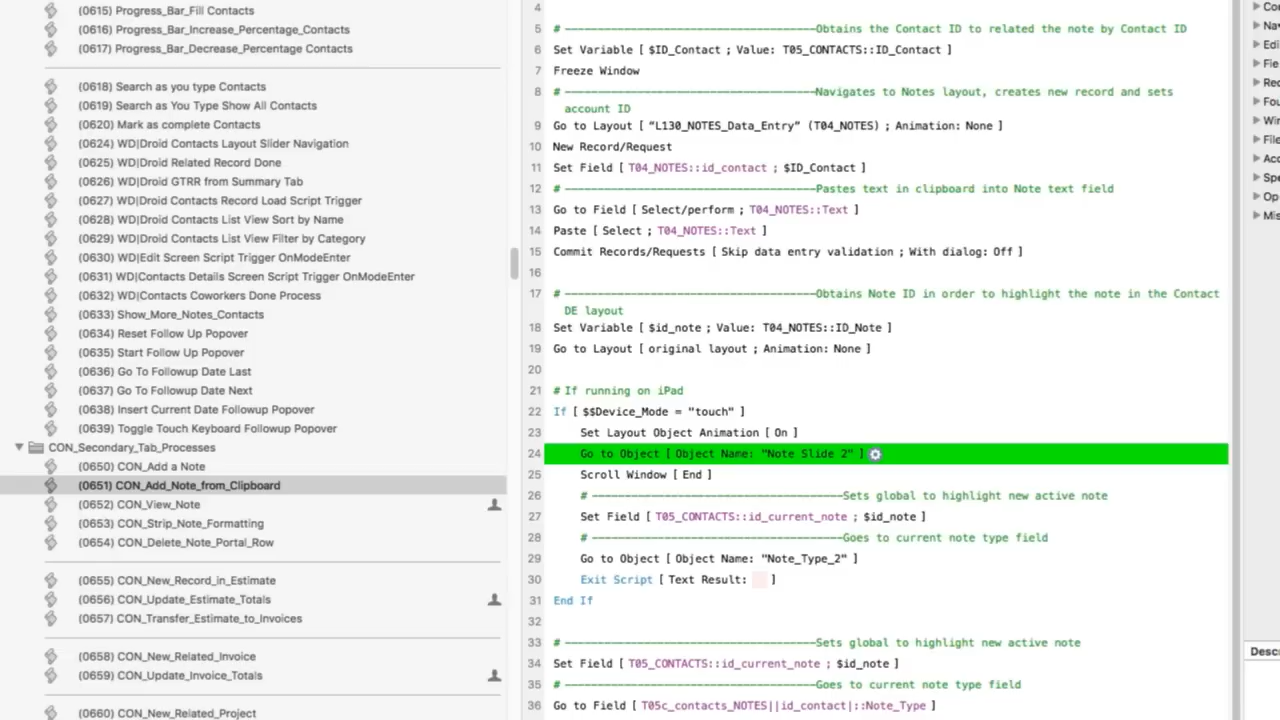 (0615) Progress_Bar_Fill Contacts
(0616) Progress_Bar_Increase_Percentage_Contacts
(0617) Progress_Bar_Decrease_Percentage Contacts
(0618) Search as you type Contacts
(0619) Search as You Type Show All Contacts
(0620) Mark as complete Contacts
(0624) WD|Droid Contacts Layout Slider Navigation
(0625) WD|Droid Related Record Done
(0626) WD|Droid GTRR from Summary Tab
(0627) WD|Droid Contacts Record Load Script Trigger
(0628) WD|Droid Contacts List View Sort by Name
(0629) WD|Droid Contacts List View Filter by Category
(0630) WD|Edit Screen Script Trigger OnModeEnter
(0631) WD|Contacts Details Screen Script Trigger OnModeEnter
(0632) WD|Contacts Coworkers Done Process
(0633) Show_More_Notes_Contacts
(0634) Reset Follow Up Popover
(0635) Start Follow Up Popover
(0636) Go To Followup Date Last
(0637) Go To Followup Date Next
(0638) Insert Current Date Followup Popover
(0639) Toggle Touch Keyboard Followup Popover
CON_Secondary_Tab_Processes
(0650) CON_Add a Note
(0651) CON_Add_Note_from_Clipboard
(0652) CON_View_Note
(0653) CON_Strip_Note_Formatting
(0654) CON_Delete_Note_Portal_Row
(0655) CON_New_Record_in_Estimate
(0656) CON_Update_Estimate_Totals
(0657) CON_Transfer_Estimate_to_Invoices
(0658) CON_New_Related_Invoice
(0659) CON_Update_Invoice_Totals
(0660) CON_New_Related_Project
4
5 # ——————————————————————Obtains the Contact ID to related the note by Contact ID
6 Set Variable [ $ID_Contact ; Value: T05_CONTACTS::ID_Contact ]
7 Freeze Window
8 # ——————————————————————Navigates to Notes layout, creates new record and sets
account ID
9 Go to Layout [ “L130_NOTES_Data_Entry” (T04_NOTES) ; Animation: None ]
10 New Record/Request
11 Set Field [ T04_NOTES::id_contact ; $ID_Contact ]
12 # ——————————————————————Pastes text in clipboard into Note text field
13 Go to Field [ Select/perform ; T04_NOTES::Text ]
14 Paste [ Select ; T04_NOTES::Text ]
15 Commit Records/Requests [ Skip data entry validation ; With dialog: Off ]
16
17 # ——————————————————————Obtains Note ID in order to highlight the note in the Contact
DE layout
18 Set Variable [ $id_note ; Value: T04_NOTES::ID_Note ]
19 Go to Layout [ original layout ; Animation: None ]
20
21 # If running on iPad
22 If [ $$Device_Mode = "touch" ]
23 Set Layout Object Animation [ On ]
24 Go to Object [ Object Name: "Note Slide 2" ]
25 Scroll Window [ End ]
26 # ——————————————————————Sets global to highlight new active note
27 Set Field [ T05_CONTACTS::id_current_note ; $id_note ]
28 # ——————————————————————Goes to current note type field
29 Go to Object [ Object Name: "Note_Type_2" ]
30 Exit Script [ Text Result: ]
31 End If
32
33 # ——————————————————————Sets global to highlight new active note
34 Set Field [ T05_CONTACTS::id_current_note ; $id_note ]
35 # ——————————————————————Goes to current note type field
36 Go to Field [ T05c_contacts_NOTES||id_contact|::Note_Type ]
Co
Na
Edi
Fie
Rec
Fou
Wir
File
Acc
Spe
Op
Mis
Descr